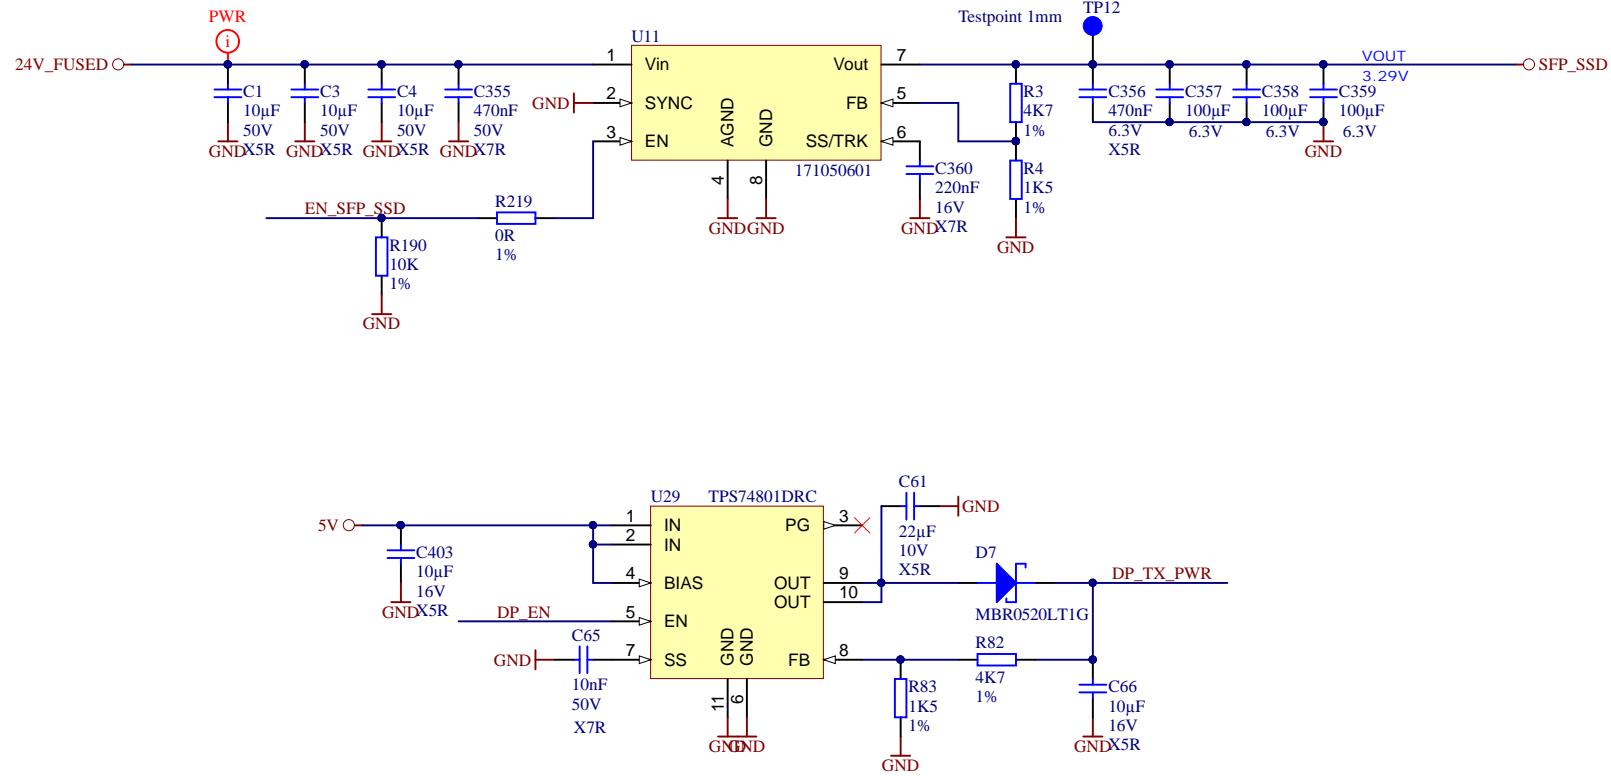 PWR
i
24V_FUSED
C1
10µF
50V
X5R
GND
C3
10µF
50V
X5R
GND
C4
10µF
50V
X5R
GND
C355
470nF
50V
X7R
GND
U11
1
Vin
GND
2
SYNC
3
EN
AGND
GND
4
8
Vout
7
FB
5
SS/TRK
6
171050601
GND
GND
EN_SFP_SSD
R219
0R
1%
R190
10K
1%
GND
C360
220nF
16V
X7R
GND
R3
4K7
1%
R4
1K5
1%
GND
Testpoint 1mm
TP12
C356
470nF
6.3V
X5R
C357
100µF
6.3V
C358
100µF
6.3V
C359
100µF
6.3V
GND
VOUT
3.29V
SFP_SSD
5V
C403
10µF
16V
X5R
GND
DP_EN
C65
10nF
50V
X7R
GND
U29
TPS74801DRC
1
IN
2
IN
4
BIAS
5
EN
7
SS
GND
GND
11
6
GND
GND
PG
3
OUT
9
OUT
10
FB
8
C61
22µF
10V
X5R
GND
D7
MBR0520LT1G
DP_TX_PWR
R82
4K7
1%
R83
1K5
1%
GND
C66
10µF
16V
X5R
GND